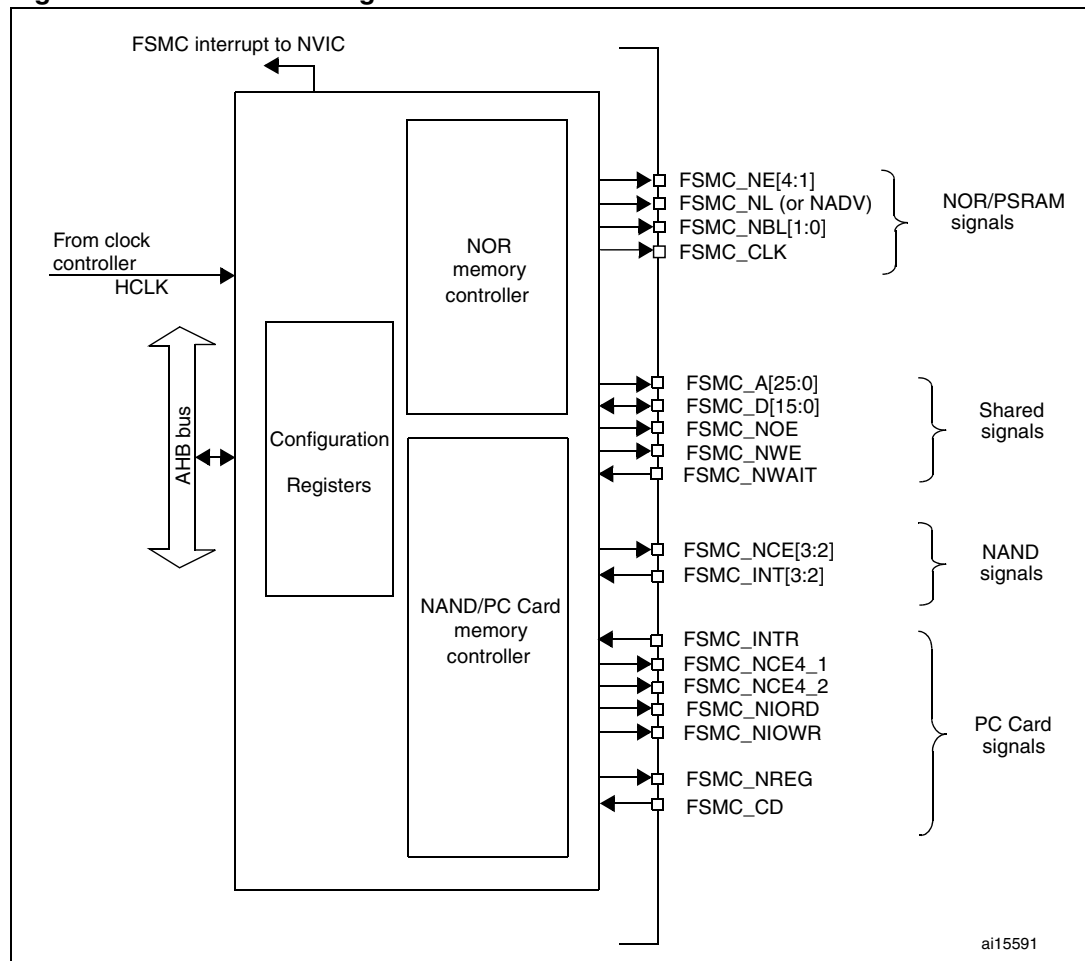 FSMC interrupt to NVIC
From clock
controller
HCLK
AHB bus
Configuration
Registers
NOR
memory
controller
NAND/PC Card
memory
controller
FSMC_NE[4:1]
FSMC_NL (or NADV)
FSMC_NBL[1:0]
FSMC_CLK
NOR/PSRAM
signals
FSMC_A[25:0]
FSMC_D[15:0]
FSMC_NOE
FSMC_NWE
FSMC_NWAIT
Shared
signals
FSMC_NCE[3:2]
FSMC_INT[3:2]
NAND
signals
FSMC_INTR
FSMC_NCE4_1
FSMC_NCE4_2
FSMC_NIORD
FSMC_NIOWR
FSMC_NREG
FSMC_CD
PC Card
signals
ai15591